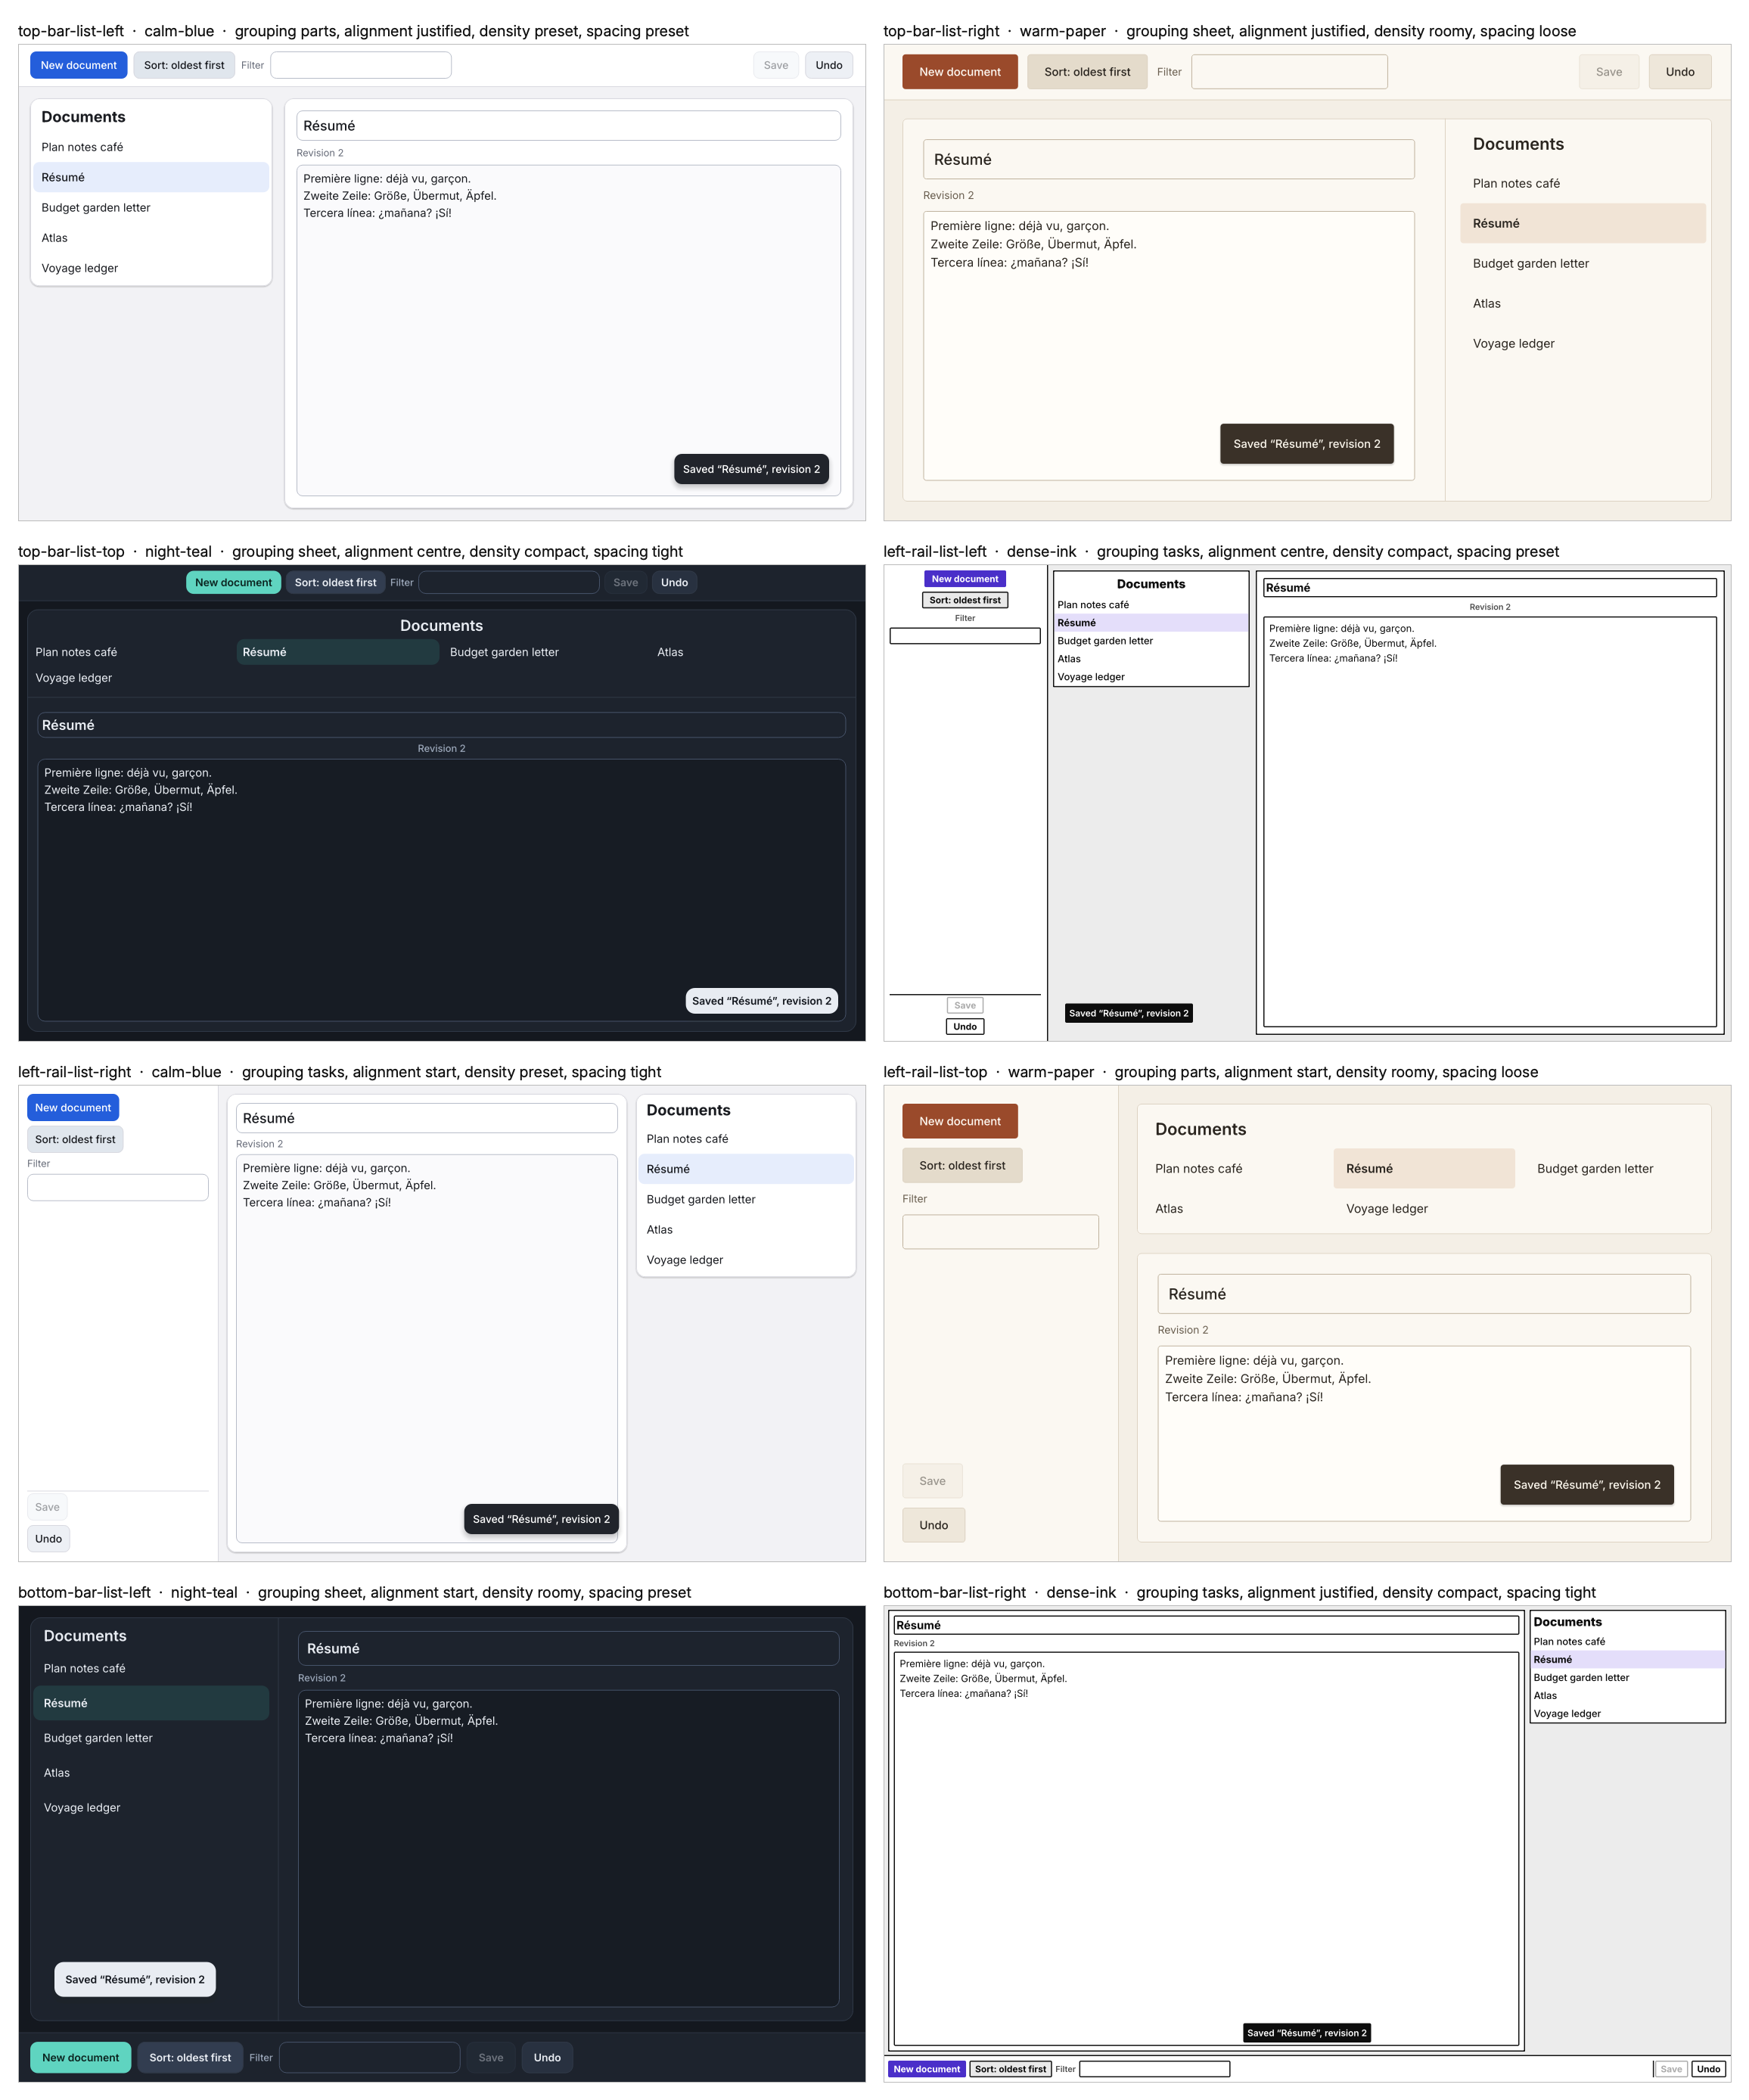 top-bar-list-left · calm-blue · grouping parts, alignment justified, density preset, spacing preset
New document Sort: oldest first Filter Save Undo
Documents
Plan notes café
Résumé
Budget garden letter
Atlas
Voyage ledger
Résumé
Revision 2
Première ligne: déjà vu, garçon.
Zweite Zeile: Größe, Übermut, Äpfel.
Tercera línea: ¿mañana? ¡Sí!
Saved “Résumé”, revision 2
top-bar-list-right · warm-paper · grouping sheet, alignment justified, density roomy, spacing loose
New document Sort: oldest first Filter Save Undo
Résumé
Revision 2
Première ligne: déjà vu, garçon.
Zweite Zeile: Größe, Übermut, Äpfel.
Tercera línea: ¿mañana? ¡Sí!
Saved “Résumé”, revision 2
Documents
Plan notes café
Résumé
Budget garden letter
Atlas
Voyage ledger
top-bar-list-top · night-teal · grouping sheet, alignment centre, density compact, spacing tight
New document Sort: oldest first Filter Save Undo
Documents
Plan notes café Résumé Budget garden letter Atlas
Voyage ledger
Résumé
Revision 2
Première ligne: déjà vu, garçon.
Zweite Zeile: Größe, Übermut, Äpfel.
Tercera línea: ¿mañana? ¡Sí!
Saved “Résumé”, revision 2
left-rail-list-left · dense-ink · grouping tasks, alignment centre, density compact, spacing preset
New document
Sort: oldest first
Filter
Save
Undo
Documents
Plan notes café
Résumé
Budget garden letter
Atlas
Voyage ledger
Saved “Résumé”, revision 2
Résumé
Revision 2
Première ligne: déjà vu, garçon.
Zweite Zeile: Größe, Übermut, Äpfel.
Tercera línea: ¿mañana? ¡Sí!
left-rail-list-right · calm-blue · grouping tasks, alignment start, density preset, spacing tight
New document
Sort: oldest first
Filter
Save
Undo
Résumé
Revision 2
Première ligne: déjà vu, garçon.
Zweite Zeile: Größe, Übermut, Äpfel.
Tercera línea: ¿mañana? ¡Sí!
Saved “Résumé”, revision 2
Documents
Plan notes café
Résumé
Budget garden letter
Atlas
Voyage ledger
left-rail-list-top · warm-paper · grouping parts, alignment start, density roomy, spacing loose
New document
Sort: oldest first
Filter
Save
Undo
Documents
Plan notes café Résumé Budget garden letter
Atlas Voyage ledger
Résumé
Revision 2
Première ligne: déjà vu, garçon.
Zweite Zeile: Größe, Übermut, Äpfel.
Tercera línea: ¿mañana? ¡Sí!
Saved “Résumé”, revision 2
bottom-bar-list-left · night-teal · grouping sheet, alignment start, density roomy, spacing preset
Documents
Plan notes café
Résumé
Budget garden letter
Atlas
Voyage ledger
Saved “Résumé”, revision 2
Résumé
Revision 2
Première ligne: déjà vu, garçon.
Zweite Zeile: Größe, Übermut, Äpfel.
Tercera línea: ¿mañana? ¡Sí!
New document Sort: oldest first Filter Save Undo
bottom-bar-list-right · dense-ink · grouping tasks, alignment justified, density compact, spacing tight
Résumé
Revision 2
Première ligne: déjà vu, garçon.
Zweite Zeile: Größe, Übermut, Äpfel.
Tercera línea: ¿mañana? ¡Sí!
Saved “Résumé”, revision 2
Documents
Plan notes café
Résumé
Budget garden letter
Atlas
Voyage ledger
New document Sort: oldest first Filter Save Undo